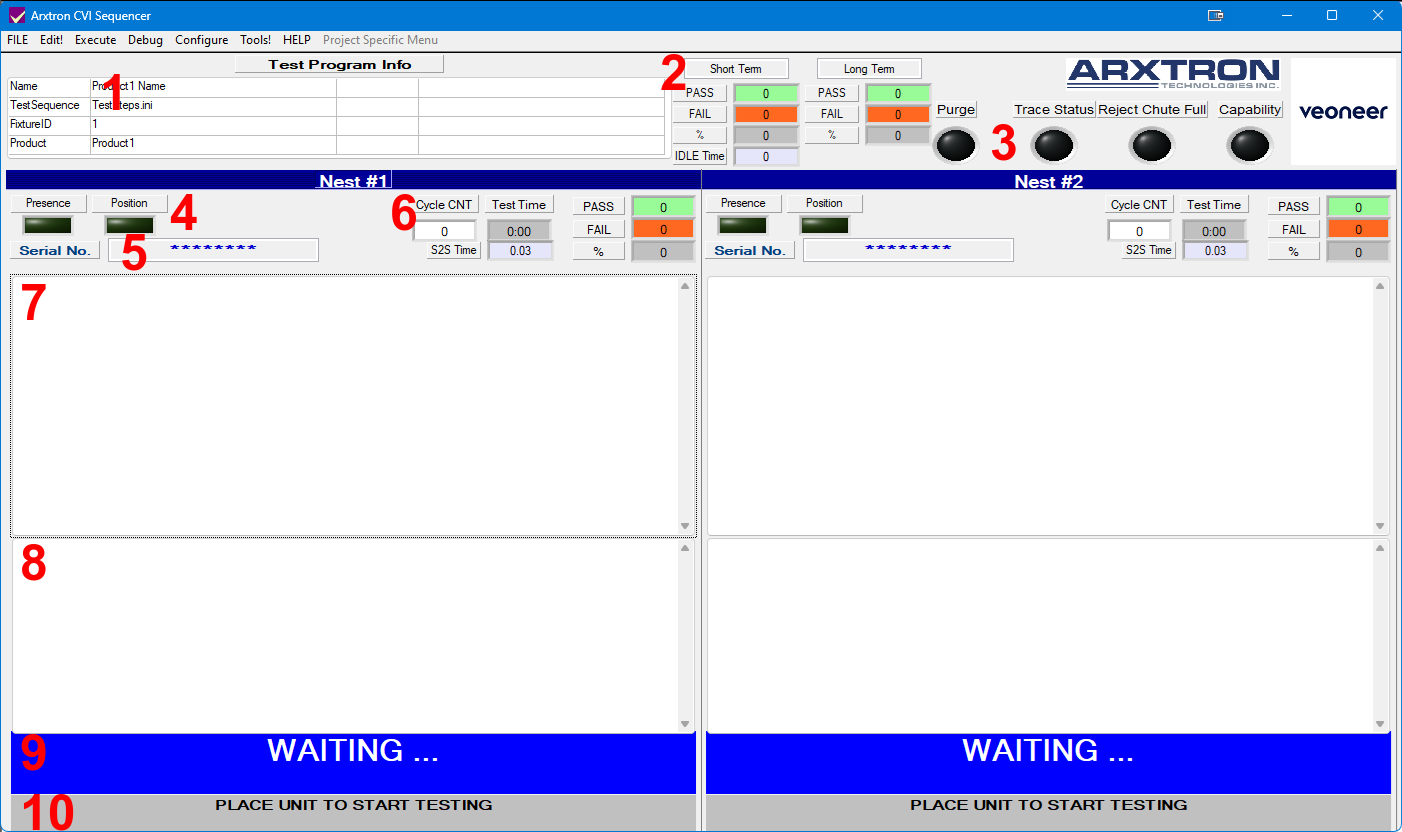 Arxtron CVI Sequencer
FILE Edit! Execute Debug Configure Tools! HELP Project Specific Menu
Test Program Info
1
Name Product1 Name
TestSequence Teststeps.ini
FixtureID 1
Product Product1
2
Short Term Long Term
PASS 0 PASS 0
FAIL 0 FAIL 0
% 0 % 0
IDLE Time 0
Purge
3
Trace Status Reject Chute Full Capability
ARXTRON
TECHNOLOGIES INC.
veoneer
Nest #1
Presence Position
4
Serial No. ********
5
6
Cycle CNT Test Time
0 0:00
S2S Time 0.03
PASS 0
FAIL 0
% 0
7
8
9
WAITING ...
10
PLACE UNIT TO START TESTING
Nest #2
Presence Position
Serial No. ********
Cycle CNT Test Time
0 0:00
S2S Time 0.03
PASS 0
FAIL 0
% 0
WAITING ...
PLACE UNIT TO START TESTING